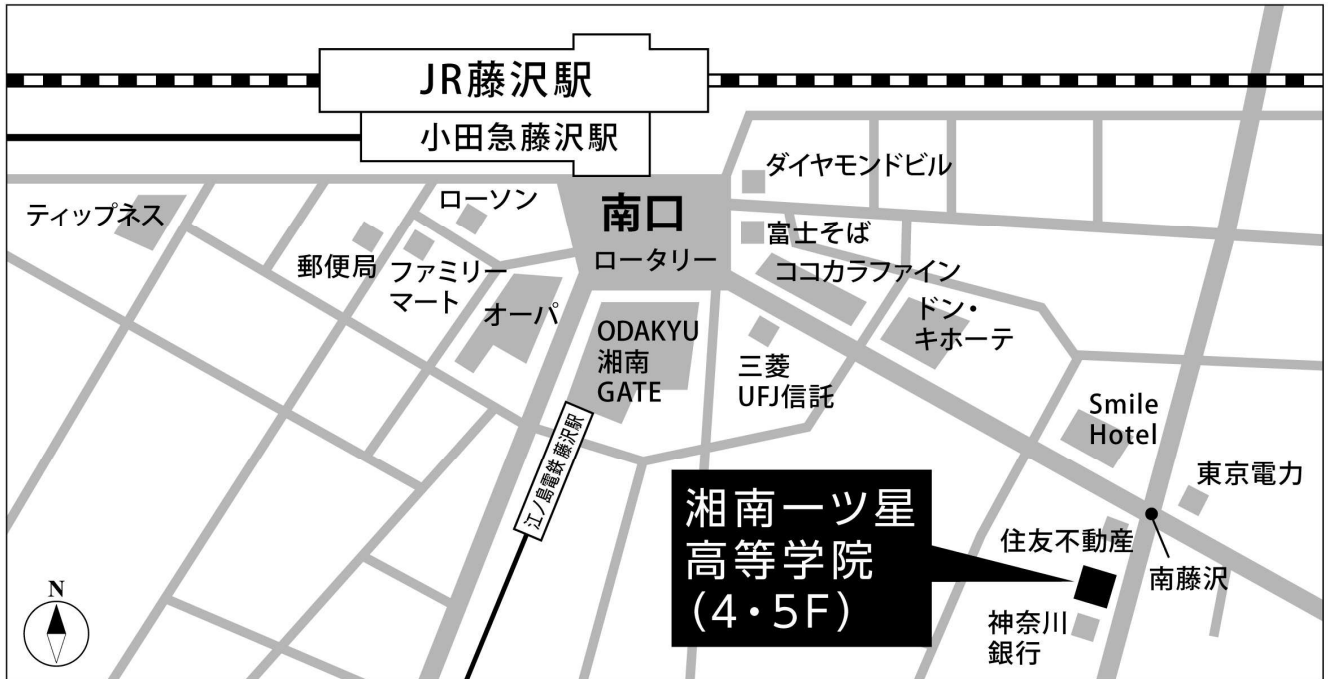 JR藤沢駅
小田急藤沢駅
ダイヤモンドビル
ローソン
南口
ティップネス
富士そば
ロータリー
郵便局
ファミリー
マート
ココカラファイン
オーパ
ドン・
キホーテ
ODAKYU
湘南
GATE
三菱
UFJ信託
Smile
Hotel
江ノ島電鉄 藤沢駅
東京電力
湘南一ツ星
高等学院
(4・5F)
住友不動産
南藤沢
N
神奈川
銀行